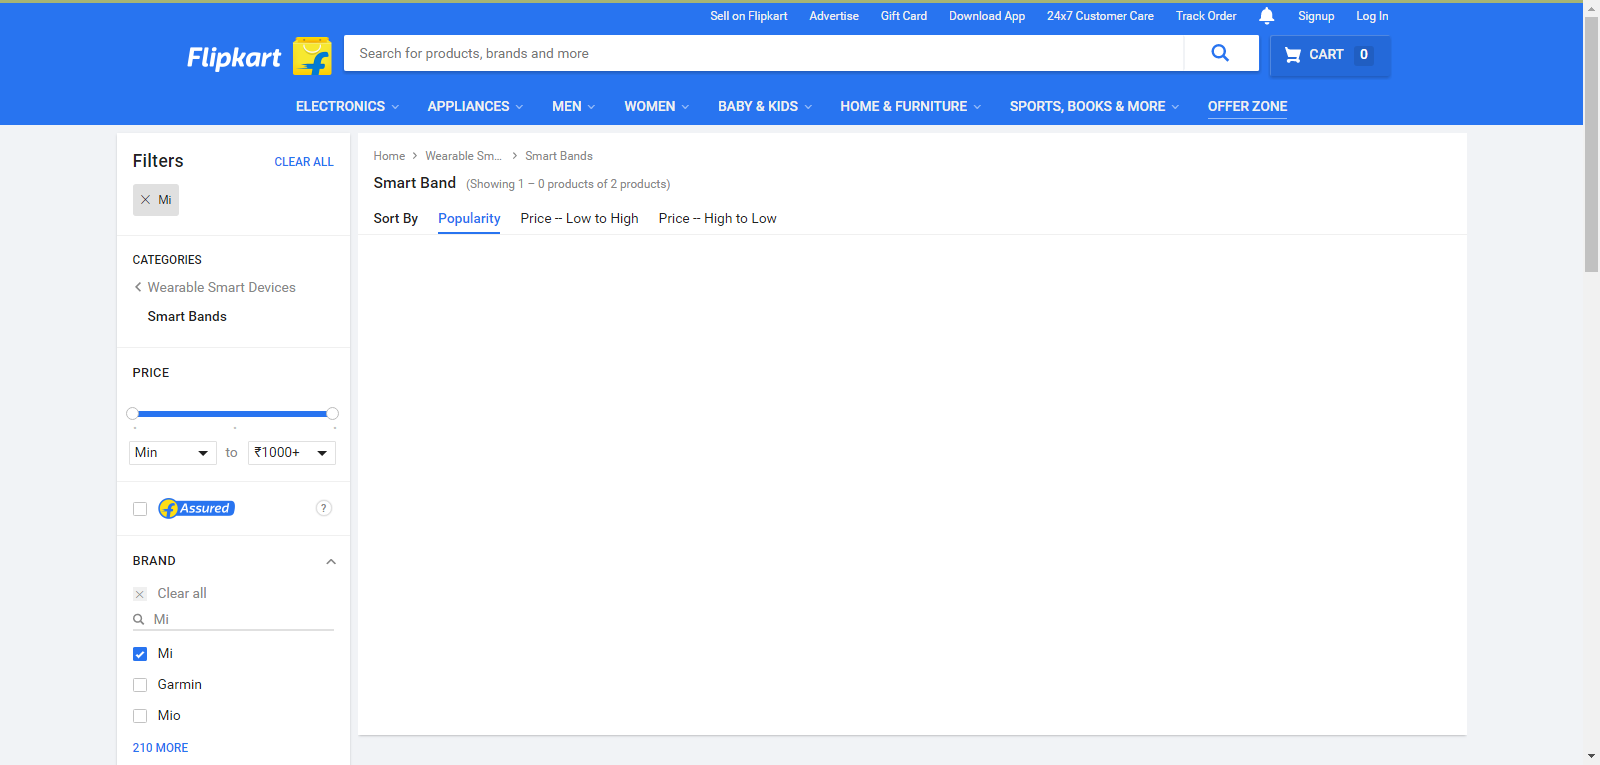 Sell on Flipkart Advertise Gift Card Download App 24x7 Customer Care Track Order Signup Log In
Flipkart
Search for products, brands and more
CART 0
ELECTRONICS APPLIANCES MEN WOMEN BABY & KIDS HOME & FURNITURE SPORTS, BOOKS & MORE OFFER ZONE
Filters CLEAR ALL
Mi
CATEGORIES
Wearable Smart Devices
Smart Bands
PRICE
Min to ₹1000+
Assured ?
BRAND
Clear all
Mi
Mi
Garmin
Mio
210 MORE
Home Wearable Sm... Smart Bands
Smart Band (Showing 1 – 0 products of 2 products)
Sort By Popularity Price -- Low to High Price -- High to Low